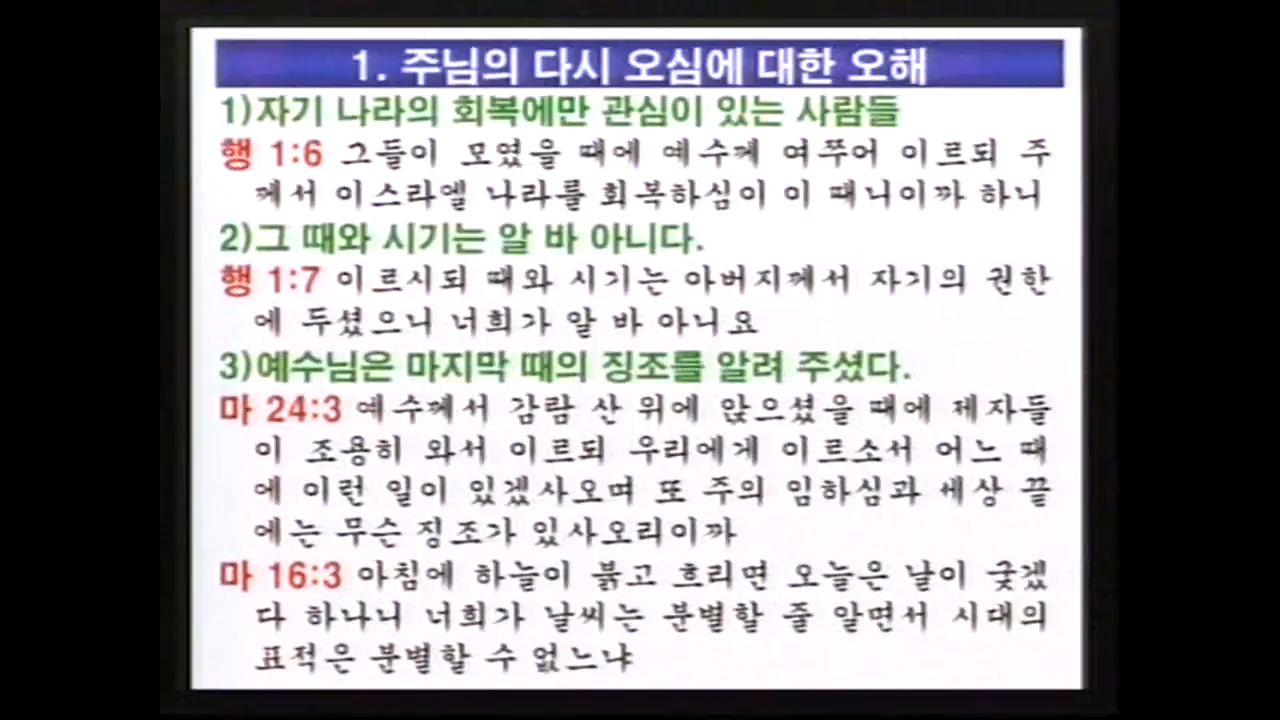 1. 주님의 다시 오심에 대한 오해
1)자기 나라의 회복에만 관심이 있는 사람들
행 1:6 그들이 모였을 때에 예수께 여쭈어 이르되 주
께서 이스라엘 나라를 회복하심이 이 때니이까 하니
2)그 때와 시기는 알 바 아니다.
행 1:7 이르시되 때와 시기는 아버지께서 자기의 권한
에 두셨으니 너희가 알 바 아니요
3)예수님은 마지막 때의 징조를 알려 주셨다.
마 24:3 예수께서 감람 산 위에 앉으셨을 때에 제자들
이 조용히 와서 이르되 우리에게 이르소서 어느 때
에 이런 일이 있겠사오며 또 주의 임하심과 세상 끝
에는 무슨 징조가 있사오리이까
마 16:3 아침에 하늘이 붉고 흐리면 오늘은 날이 궂겠
다 하나니 너희가 날씨는 분별할 줄 알면서 시대의
표적은 분별할 수 없느냐